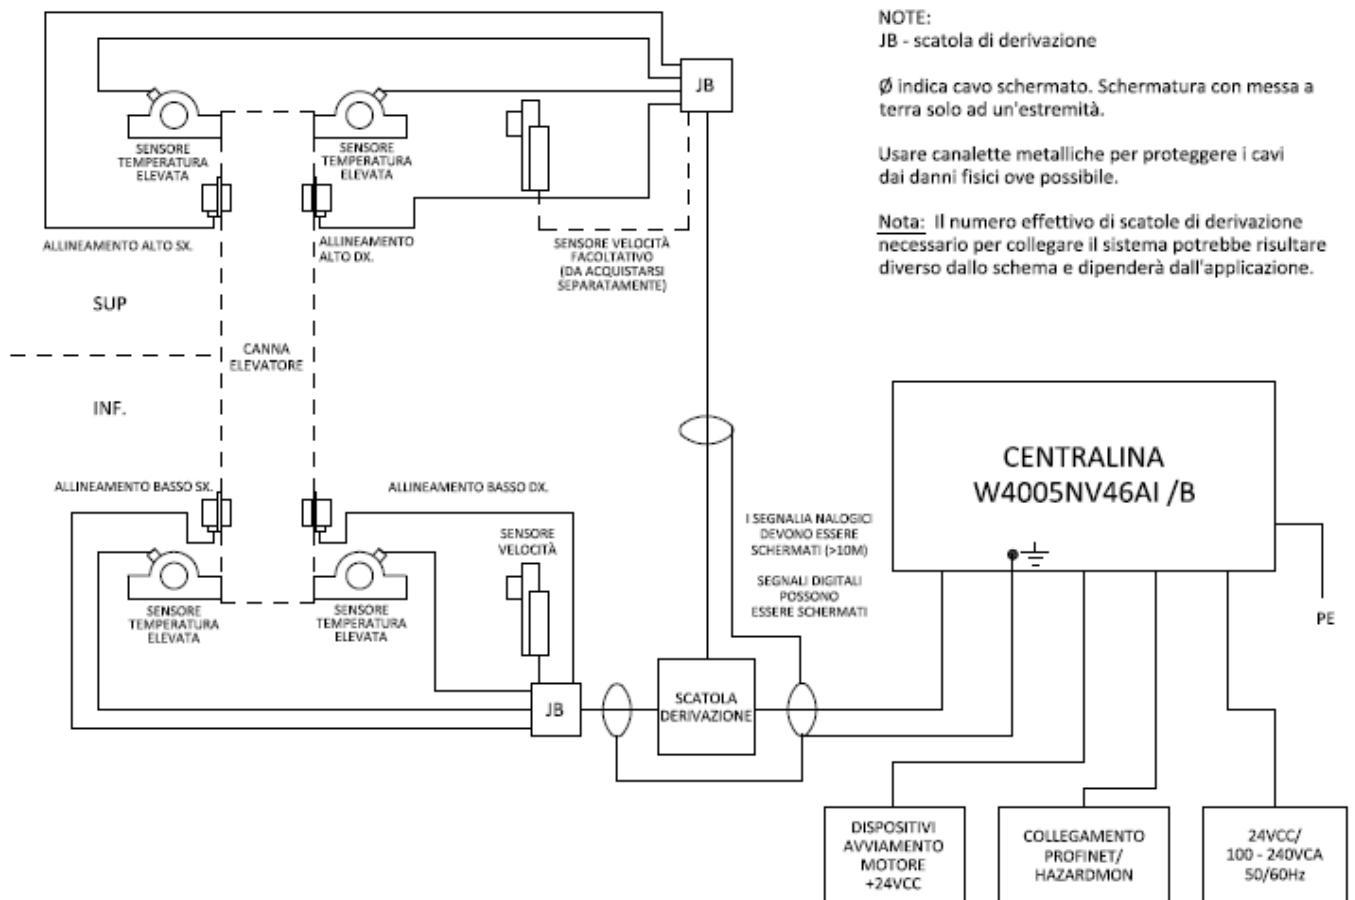 NOTE:
JB - scatola di derivazione
Ø indica cavo schermato. Schermatura con messa a
terra solo ad un'estremità.
Usare canalette metalliche per proteggere i cavi
dai danni fisici ove possibile.
Nota: Il numero effettivo di scatole di derivazione
necessario per collegare il sistema potrebbe risultare
diverso dallo schema e dipenderà dall'applicazione.
JB
SENSORE
TEMPERATURA
ELEVATA
SENSORE
TEMPERATURA
ELEVATA
ALLINEAMENTO ALTO SX.
ALLINEAMENTO
ALTO DX.
SENSORE VELOCITÀ
FACOLTATIVO
(DA ACQUISTARSI
SEPARATAMENTE)
SUP
CANNA
ELEVATORE
INF.
ALLINEAMENTO BASSO SX.
ALLINEAMENTO BASSO DX.
SENSORE
VELOCITÀ
SENSORE
TEMPERATURA
ELEVATA
SENSORE
TEMPERATURA
ELEVATA
JB
SCATOLA
DERIVAZIONE
I SEGNALIA NALOGICI
DEVONO ESSERE
SCHERMATI (>10M)
SEGNALI DIGITALI
POSSONO
ESSERE SCHERMATI
CENTRALINA
W4005NV46AI /B
PE
DISPOSITIVI
AVVIAMENTO
MOTORE
+24VCC
COLLEGAMENTO
PROFINET/
HAZARDMON
24VCC/
100 - 240VCA
50/60Hz